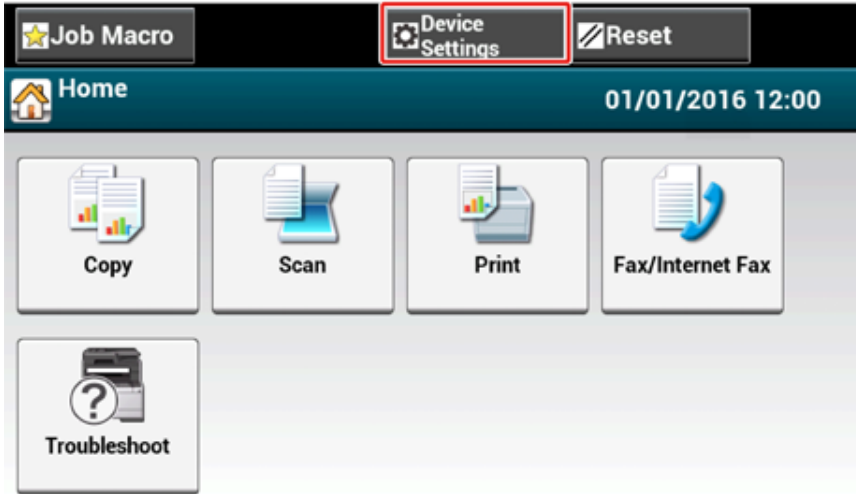 Job Macro
Device
Settings
Reset
Home
01/01/2016 12:00
Copy
Scan
Print
Fax/Internet Fax
Troubleshoot